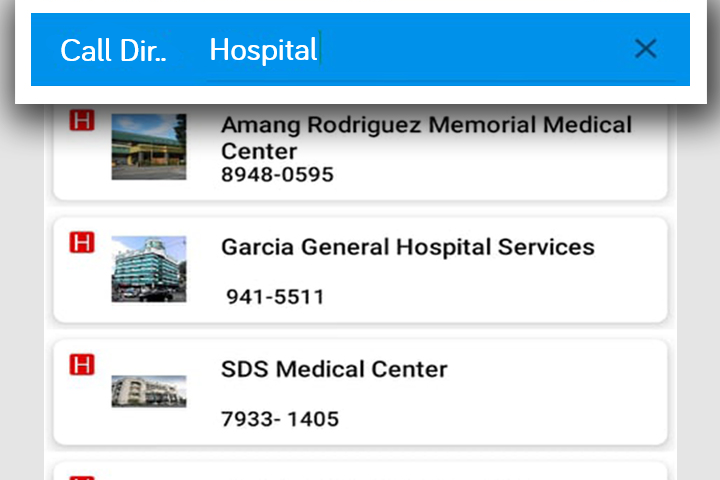 Call Dir.. Hospital
H
Amang Rodriguez Memorial Medical
Center
8948-0595
H
Garcia General Hospital Services
941-5511
H
SDS Medical Center
7933- 1405